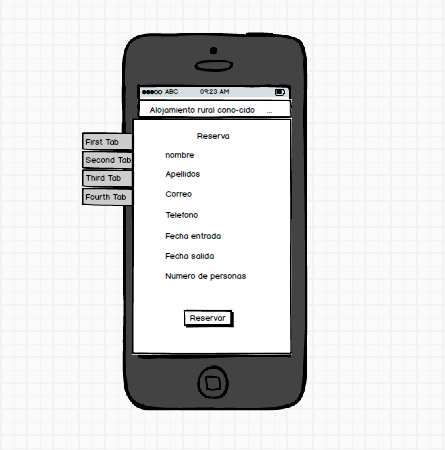 ABC 09:23 AM
Alojamiento rural cono-cido ...
First Tab
Second Tab
Third Tab
Fourth Tab
Reserva
nombre
Apellidos
Correo
Telefono
Fecha entrada
Fecha salida
Numero de personas
Reservar